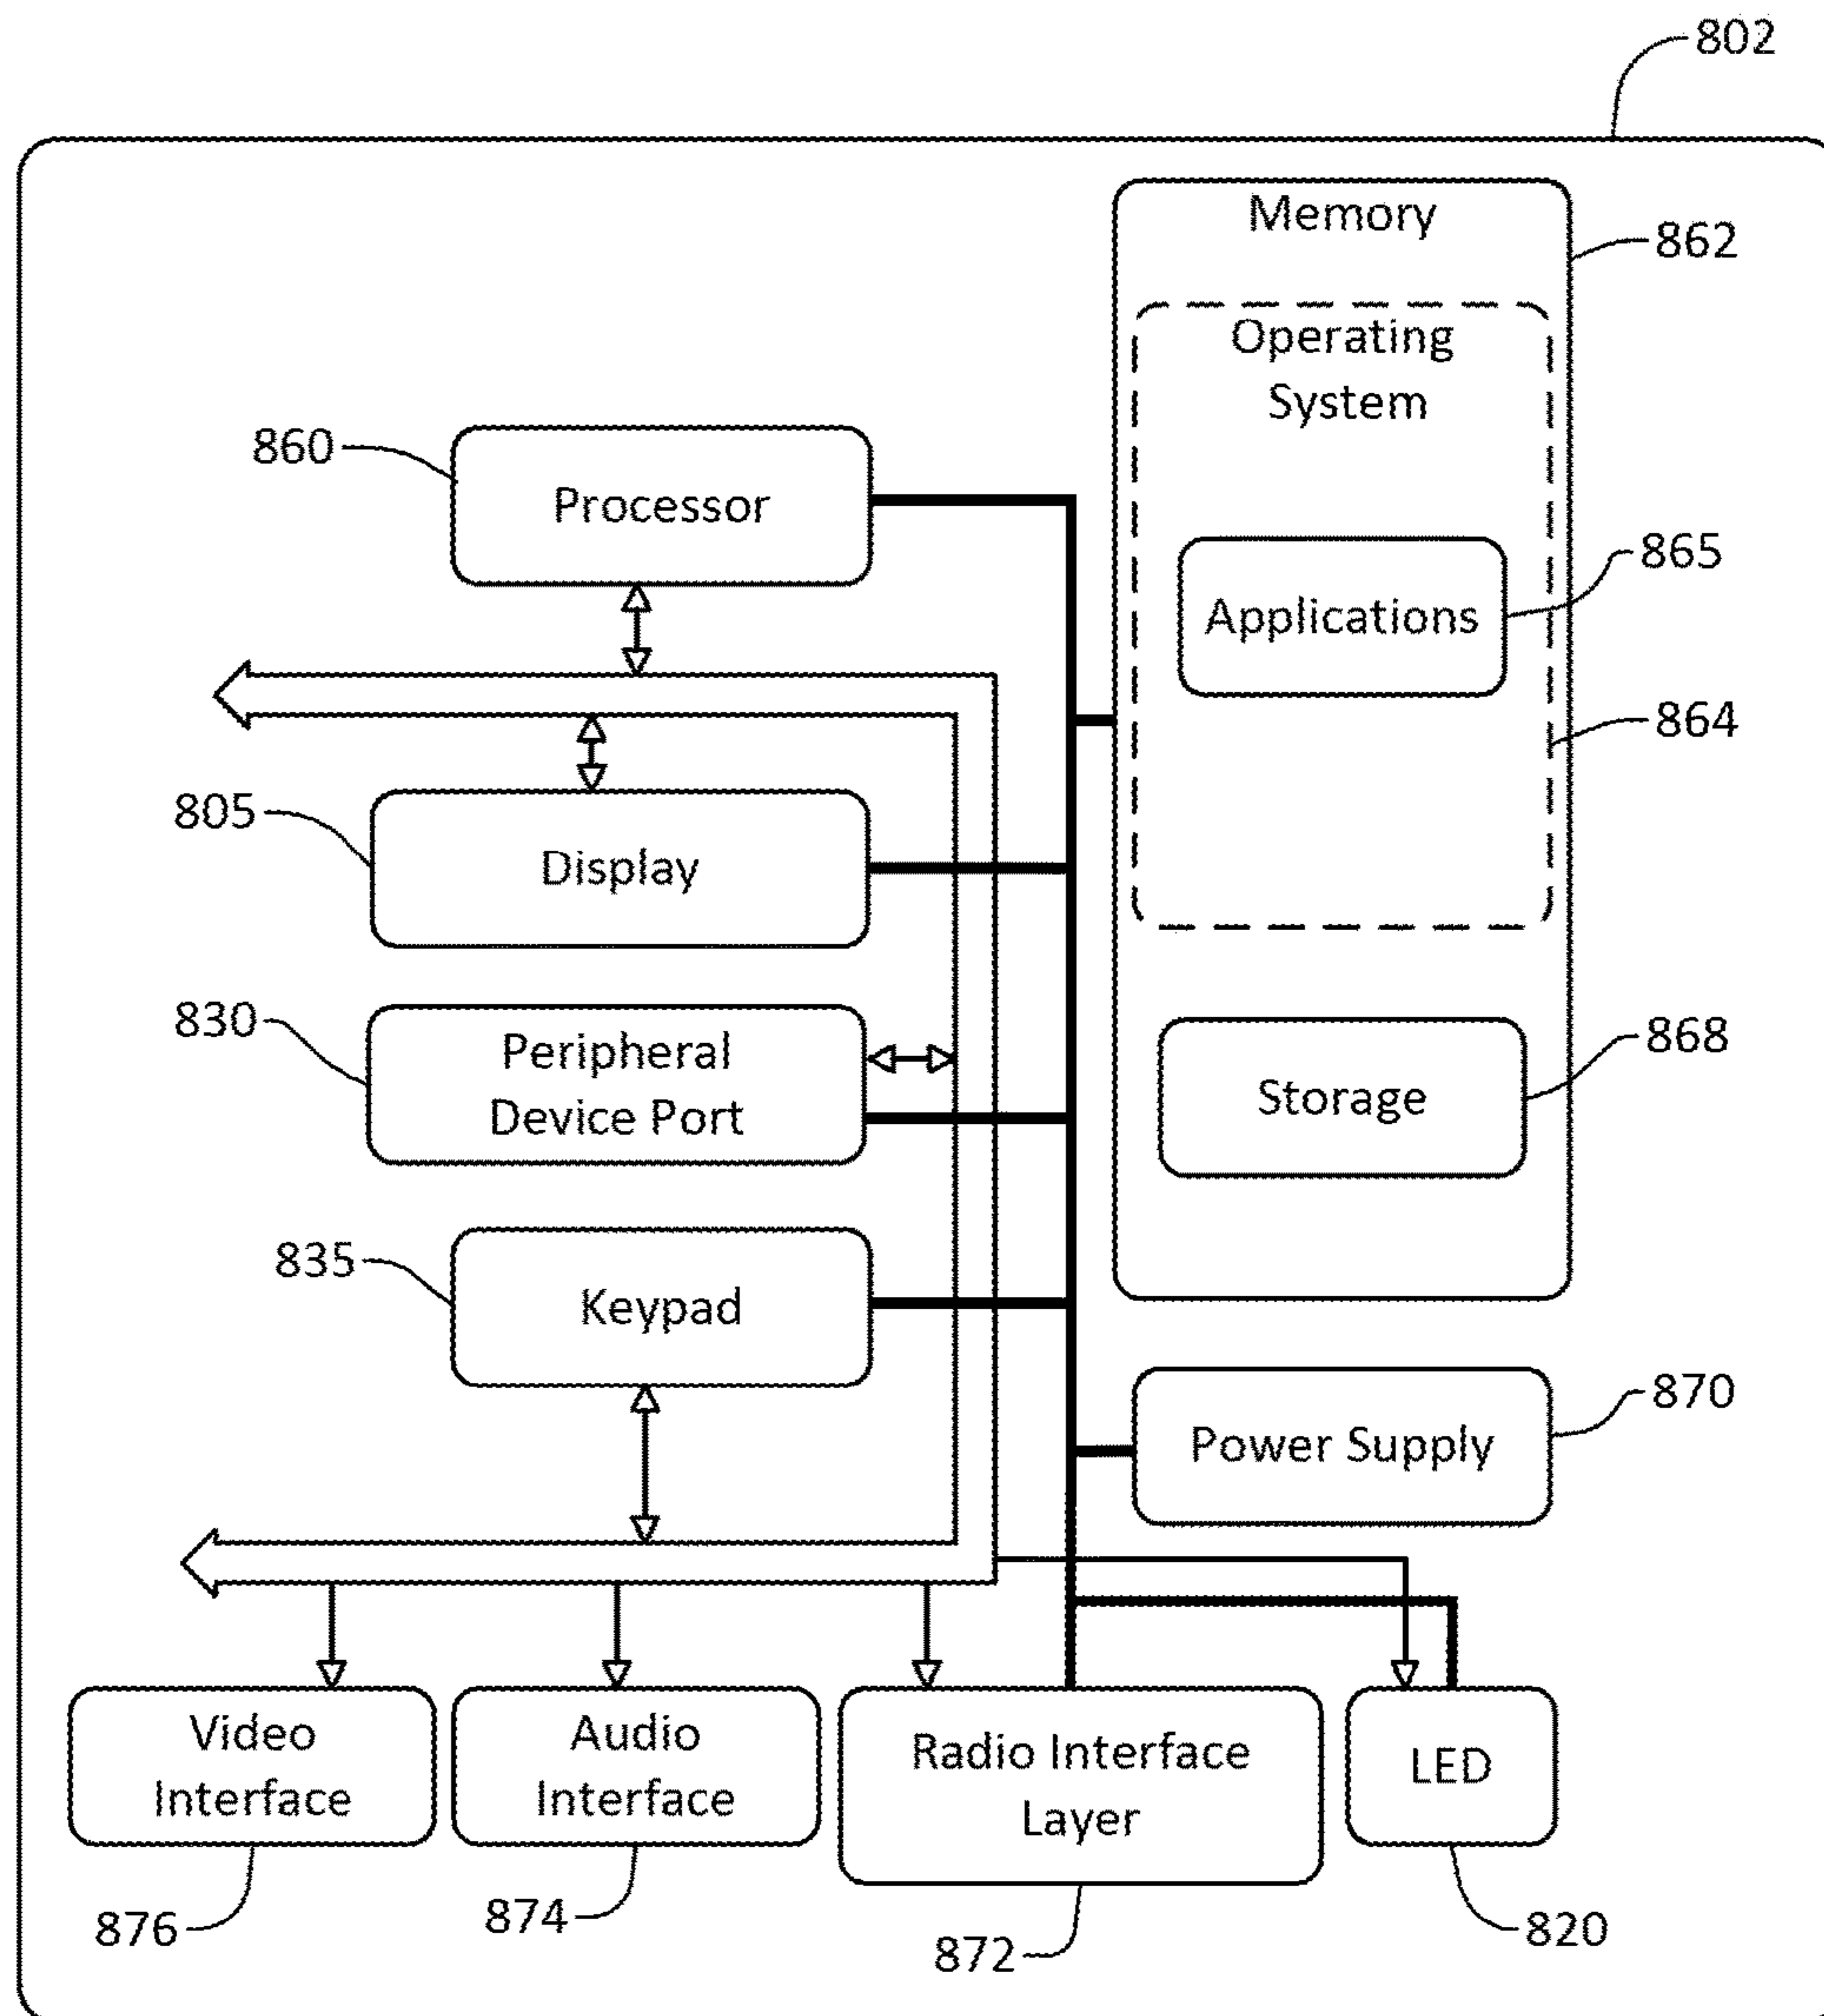 802
Memory
862
Operating
System
860
Processor
865
Applications
864
805
Display
830
Peripheral
Device Port
868
Storage
835
Keypad
870
Power Supply
Video
Interface
Audio
Interface
Radio Interface
Layer
LED
876
874
872
820